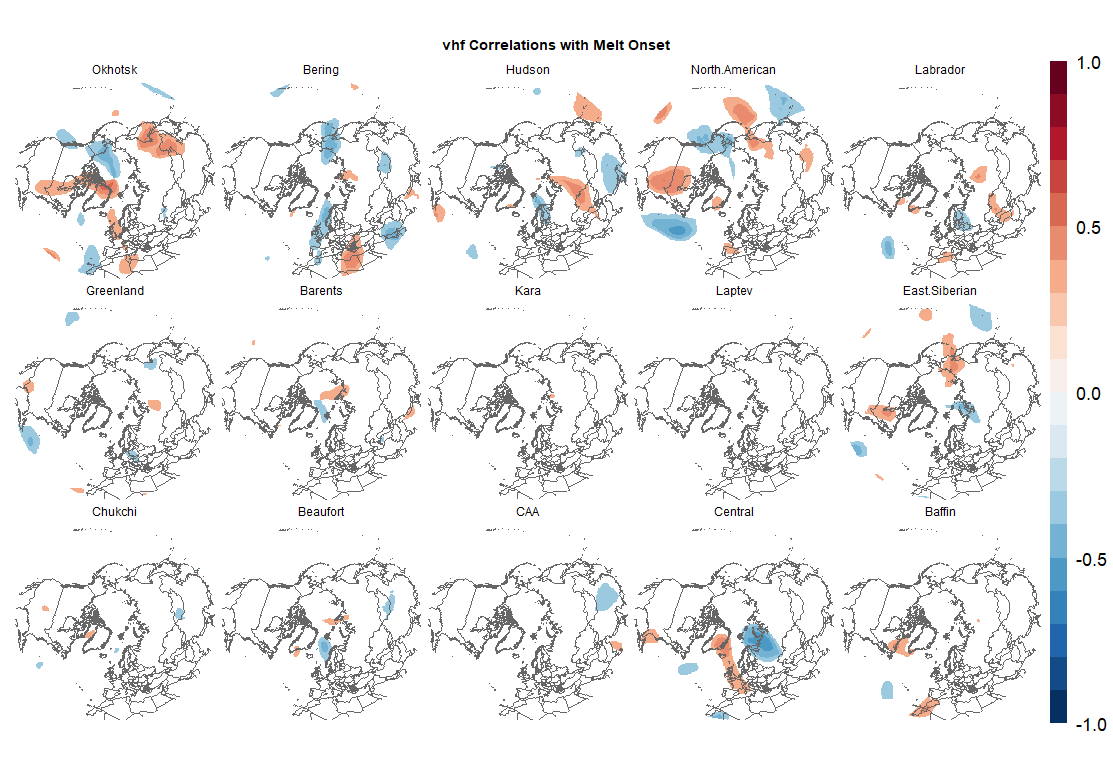 vhf Correlations with Melt Onset
Okhotsk
Bering
Hudson
North.American
Labrador
Greenland
Barents
Kara
Laptev
East.Siberian
Chukchi
Beaufort
CAA
Central
Baffin
1.0
0.5
0.0
-0.5
-1.0